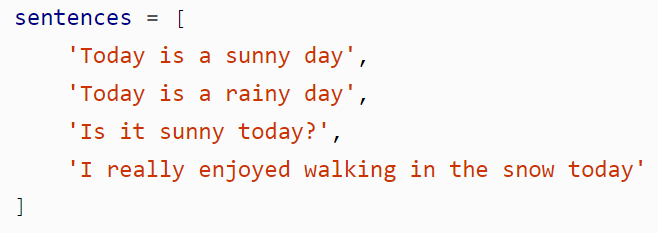 sentences = [
    'Today is a sunny day',
    'Today is a rainy day',
    'Is it sunny today?',
    'I really enjoyed walking in the snow today'
]